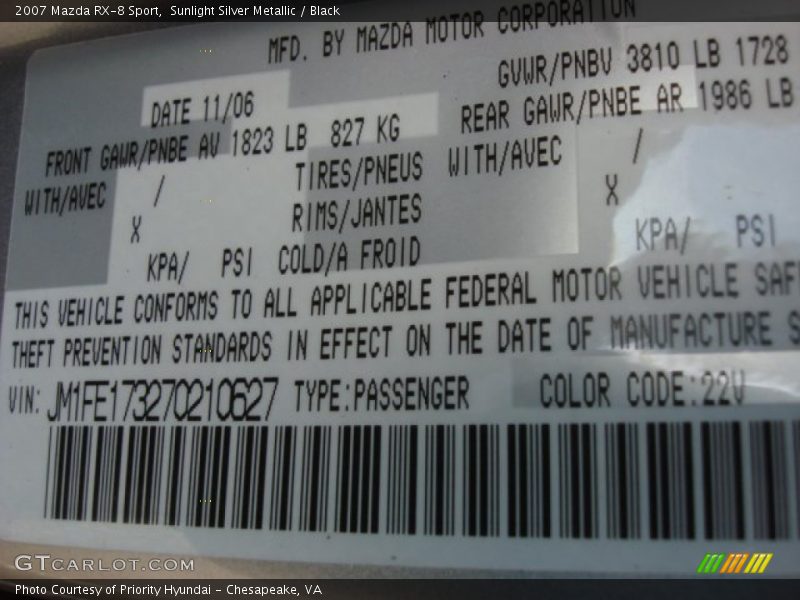 2007 Mazda RX-8 Sport, Sunlight Silver Metallic / Black
MFD. BY MAZDA MOTOR CORPORATION
DATE 11/06 GVWR/PNBV 3810 LB 1728
FRONT GAWR/PNBE AV 1823 LB 827 KG REAR GAWR/PNBE AR 1986 LB
WITH/AVEC / TIRES/PNEUS WITH/AVEC /
X RIMS/JANTES X
KPA/ PSI COLD/A FROID KPA/ PSI
THIS VEHICLE CONFORMS TO ALL APPLICABLE FEDERAL MOTOR VEHICLE SAF
THEFT PREVENTION STANDARDS IN EFFECT ON THE DATE OF MANUFACTURE S
VIN: JM1FE173270210627 TYPE:PASSENGER COLOR CODE:22V
GTCARLOT.COM
Photo Courtesy of Priority Hyundai - Chesapeake, VA